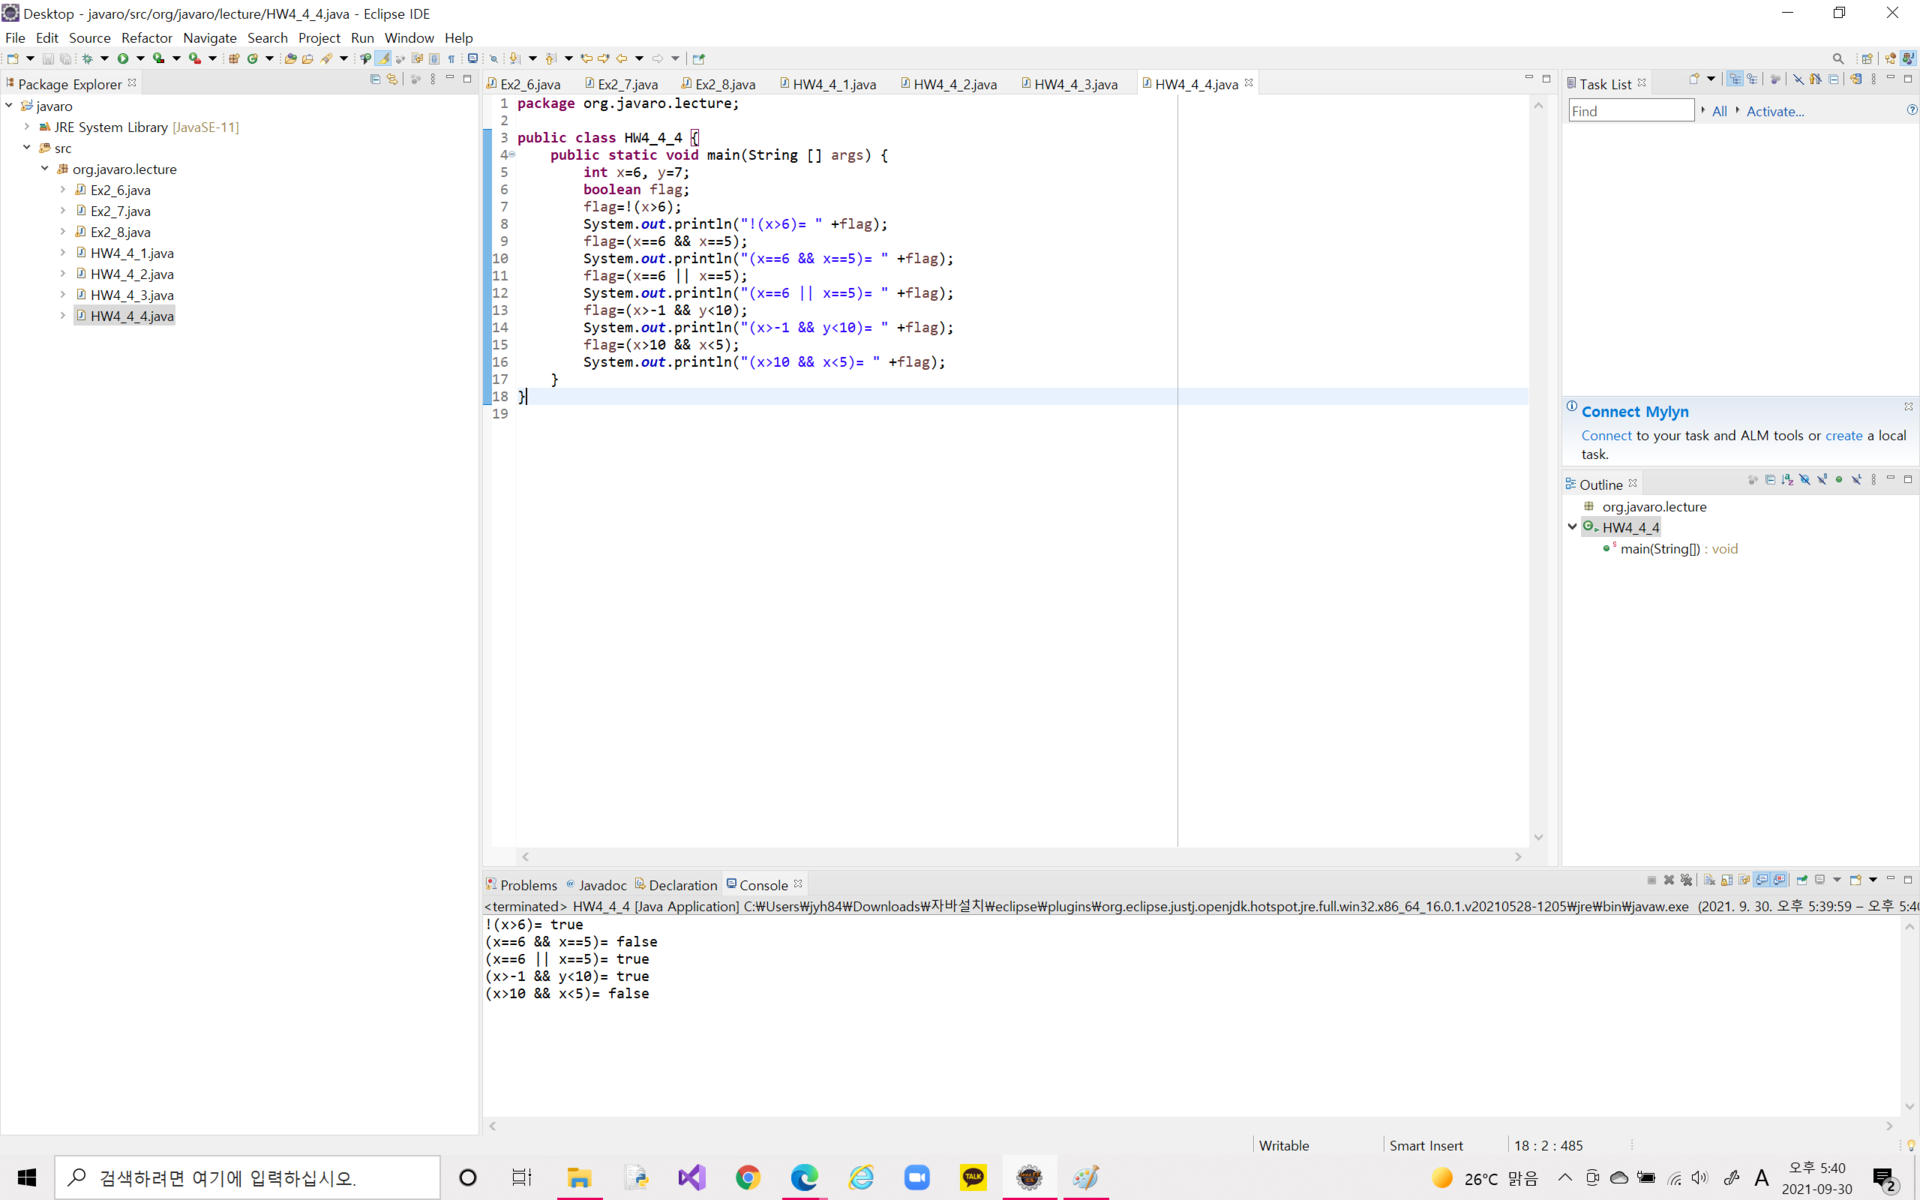 Desktop - javaro/src/org/javaro/lecture/HW4_4_4.java - Eclipse IDE
File Edit Source Refactor Navigate Search Project Run Window Help
Package Explorer
javaro
JRE System Library [JavaSE-11]
src
org.javaro.lecture
Ex2_6.java
Ex2_7.java
Ex2_8.java
HW4_4_1.java
HW4_4_2.java
HW4_4_3.java
HW4_4_4.java
Ex2_6.java Ex2_7.java Ex2_8.java HW4_4_1.java HW4_4_2.java HW4_4_3.java HW4_4_4.java
1 package org.javaro.lecture;
2
3 public class HW4_4_4 {
4 public static void main(String [] args) {
5 int x=6, y=7;
6 boolean flag;
7 flag=!(x>6);
8 System.out.println("!(x>6)= " +flag);
9 flag=(x==6 && x==5);
10 System.out.println("(x==6 && x==5)= " +flag);
11 flag=(x==6 || x==5);
12 System.out.println("(x==6 || x==5)= " +flag);
13 flag=(x>-1 && y<10);
14 System.out.println("(x>-1 && y<10)= " +flag);
15 flag=(x>10 && x<5);
16 System.out.println("(x>10 && x<5)= " +flag);
17 }
18 }
19
Task List
Find All Activate...
Connect Mylyn
Connect to your task and ALM tools or create a local
task.
Outline
org.javaro.lecture
HW4_4_4
main(String[]) : void
Problems Javadoc Declaration Console
<terminated> HW4_4_4 [Java Application] C:₩Users₩jyh84₩Downloads₩자바설치₩eclipse₩plugins₩org.eclipse.justj.openjdk.hotspot.jre.full.win32.x86_64_16.0.1.v20210528-1205₩jre₩bin₩javaw.exe (2021. 9. 30. 오후 5:39:59 – 오후 5:40
!(x>6)= true
(x==6 && x==5)= false
(x==6 || x==5)= true
(x>-1 && y<10)= true
(x>10 && x<5)= false
Writable Smart Insert 18 : 2 : 485
검색하려면 여기에 입력하십시오.
TALK
26°C 맑음
A
오후 5:40
2021-09-30
2